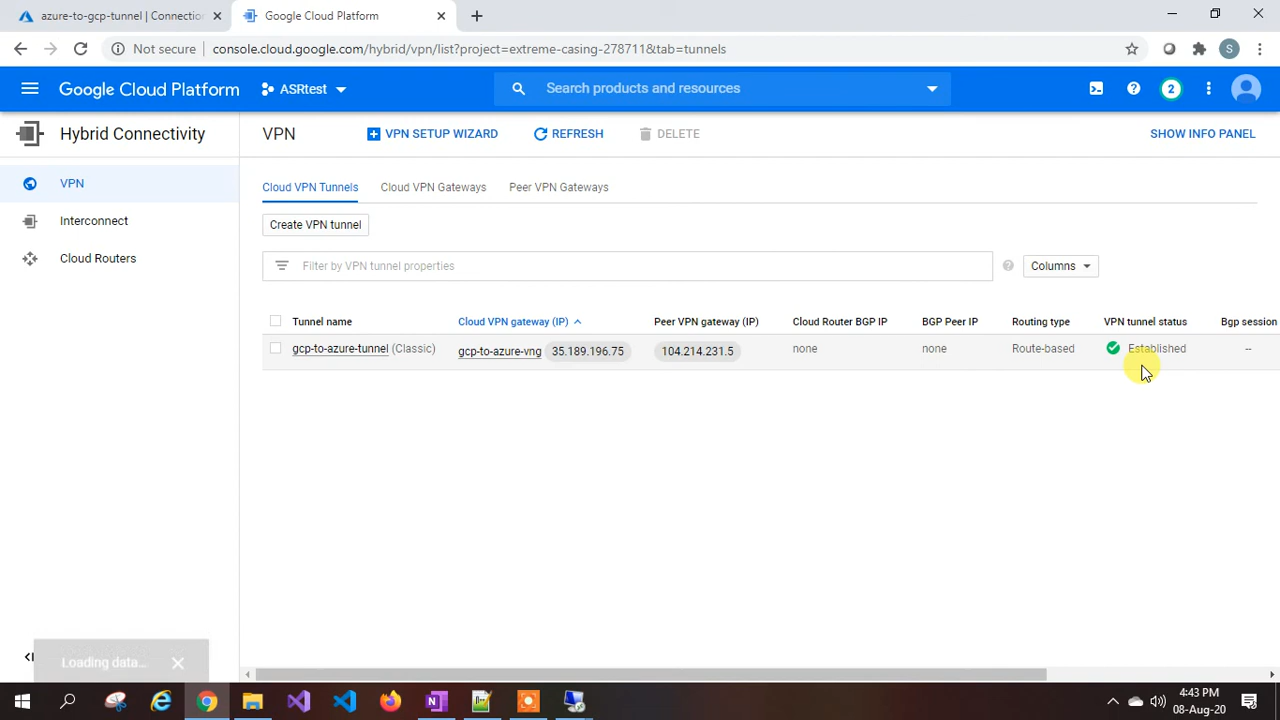 azure-to-gcp-tunnel | Connection
Google Cloud Platform
Not secure
console.cloud.google.com/hybrid/vpn/list?project=extreme-casing-278711&tab=tunnels
S
Google Cloud Platform
ASRtest
Search products and resources
2
Hybrid Connectivity
VPN
VPN SETUP WIZARD
REFRESH
DELETE
SHOW INFO PANEL
VPN
Interconnect
Cloud Routers
Cloud VPN Tunnels
Cloud VPN Gateways
Peer VPN Gateways
Create VPN tunnel
Filter by VPN tunnel properties
Columns
Tunnel name Cloud VPN gateway (IP) Peer VPN gateway (IP) Cloud Router BGP IP BGP Peer IP Routing type VPN tunnel status Bgp session
gcp-to-azure-tunnel (Classic) gcp-to-azure-vng 35.189.196.75 104.214.231.5 none none Route-based Established --
Loading data...
4:43 PM
08-Aug-20